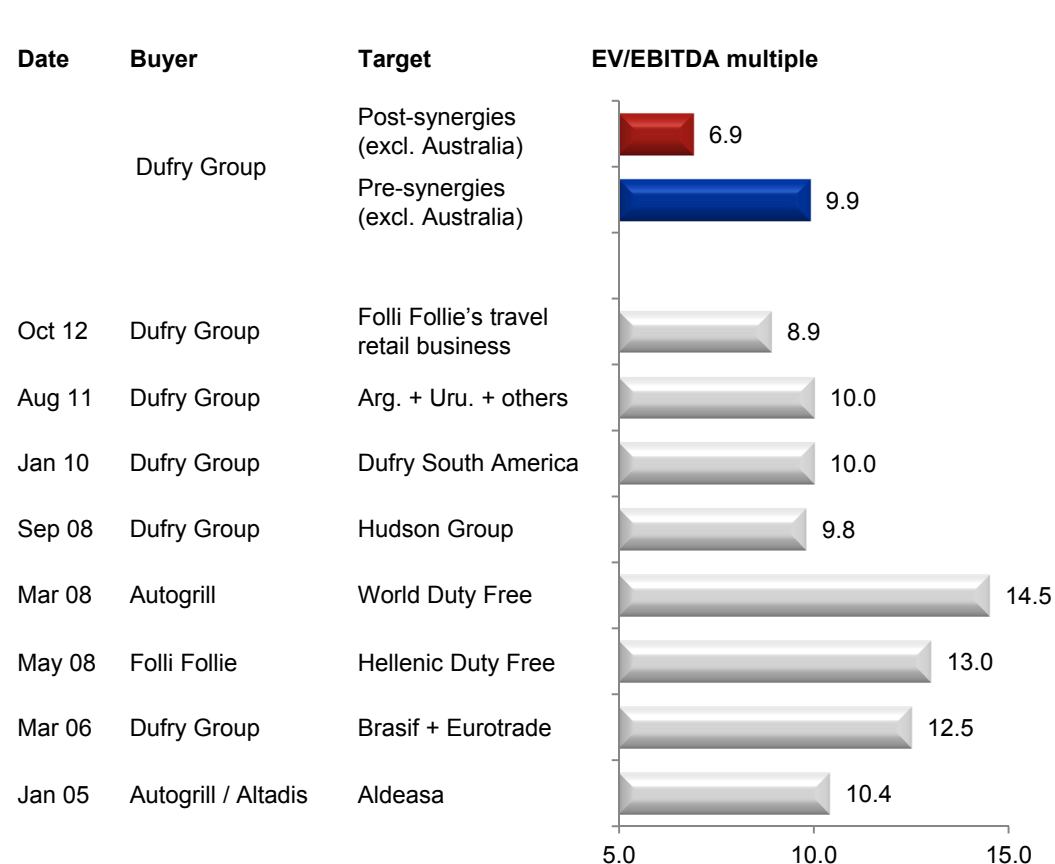 Date Buyer Target EV/EBITDA multiple
Post-synergies
(excl. Australia) 6.9
Dufry Group
Pre-synergies
(excl. Australia) 9.9
Oct 12 Dufry Group Folli Follie’s travel
retail business 8.9
Aug 11 Dufry Group Arg. + Uru. + others 10.0
Jan 10 Dufry Group Dufry South America 10.0
Sep 08 Dufry Group Hudson Group 9.8
Mar 08 Autogrill World Duty Free 14.5
May 08 Folli Follie Hellenic Duty Free 13.0
Mar 06 Dufry Group Brasif + Eurotrade 12.5
Jan 05 Autogrill / Altadis Aldeasa 10.4
5.0 10.0 15.0